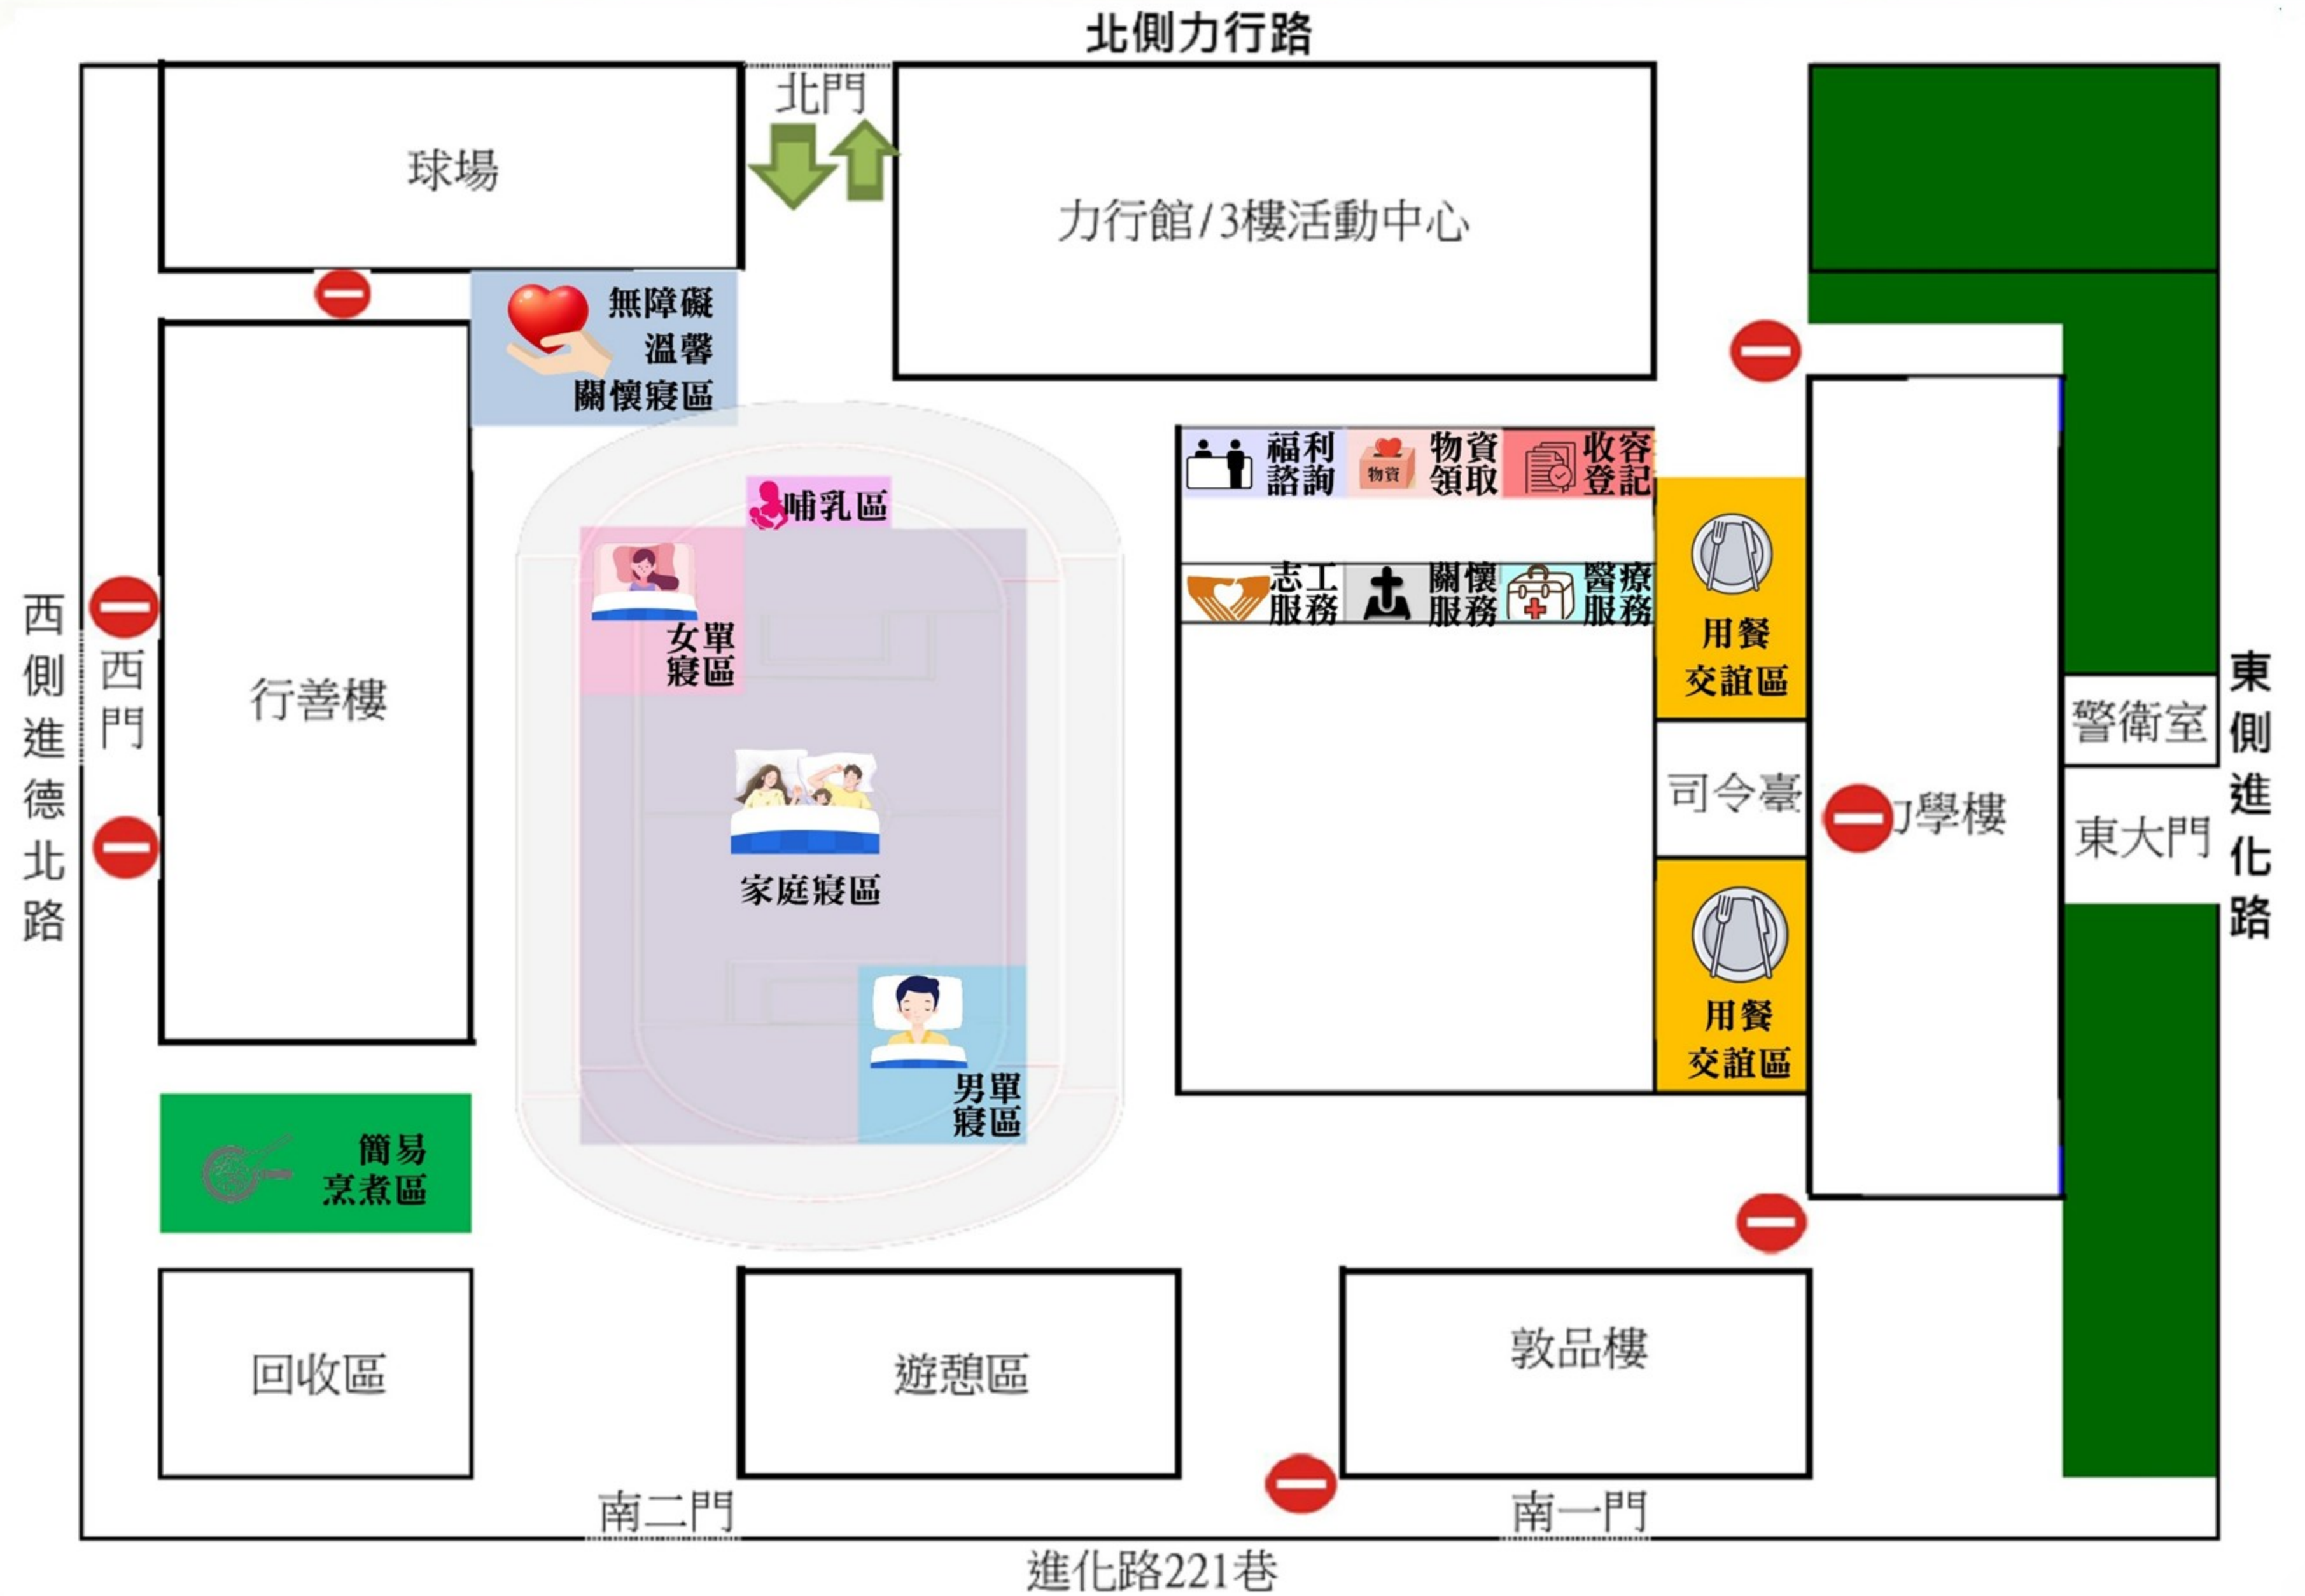 北側力行路
北門
球場
力行館/3樓活動中心
無障礙
溫馨
關懷寢區
福利
諮詢
物資
物資
領取
收容
登記
哺乳區
志工
服務
關懷
服務
醫療
服務
女單
寢區
用餐
交誼區
西側進德北路
西門
行善樓
司令臺
學樓
警衛室
東大門
東側進化路
家庭寢區
用餐
交誼區
男單
寢區
簡易
烹煮區
回收區
遊憩區
敦品樓
南二門
南一門
進化路221巷